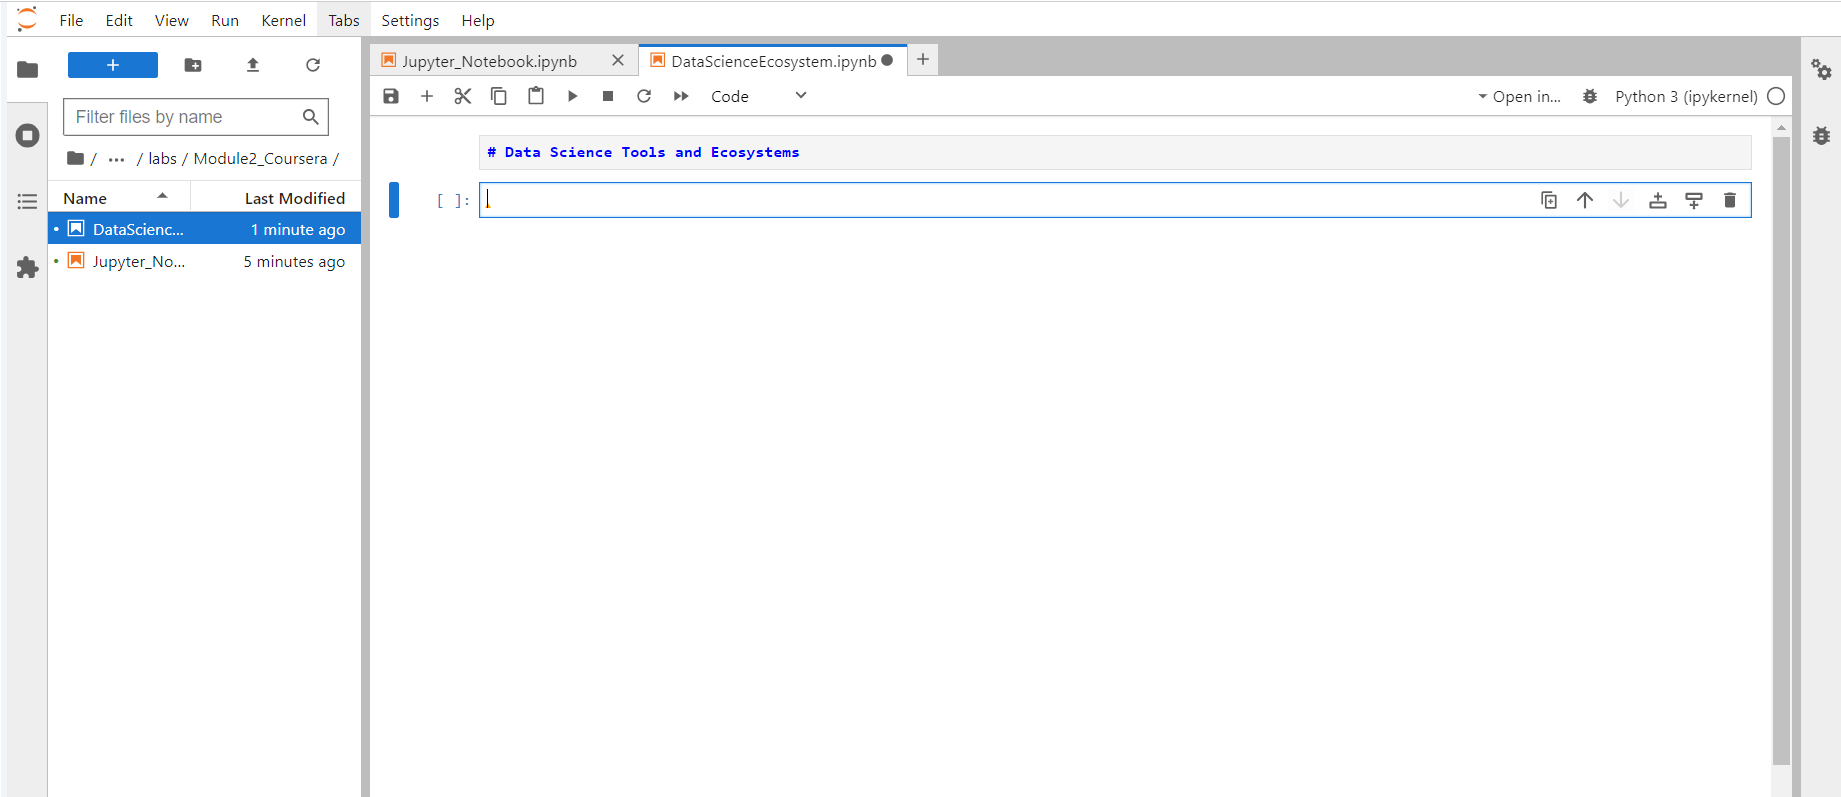 File Edit View Run Kernel Tabs Settings Help
Filter files by name
/ ... / labs / Module2_Coursera /
Name Last Modified
DataScienc... 1 minute ago
Jupyter_No... 5 minutes ago
Jupyter_Notebook.ipynb DataScienceEcosystem.ipynb
Code Open in... Python 3 (ipykernel)
# Data Science Tools and Ecosystems
[ ]: